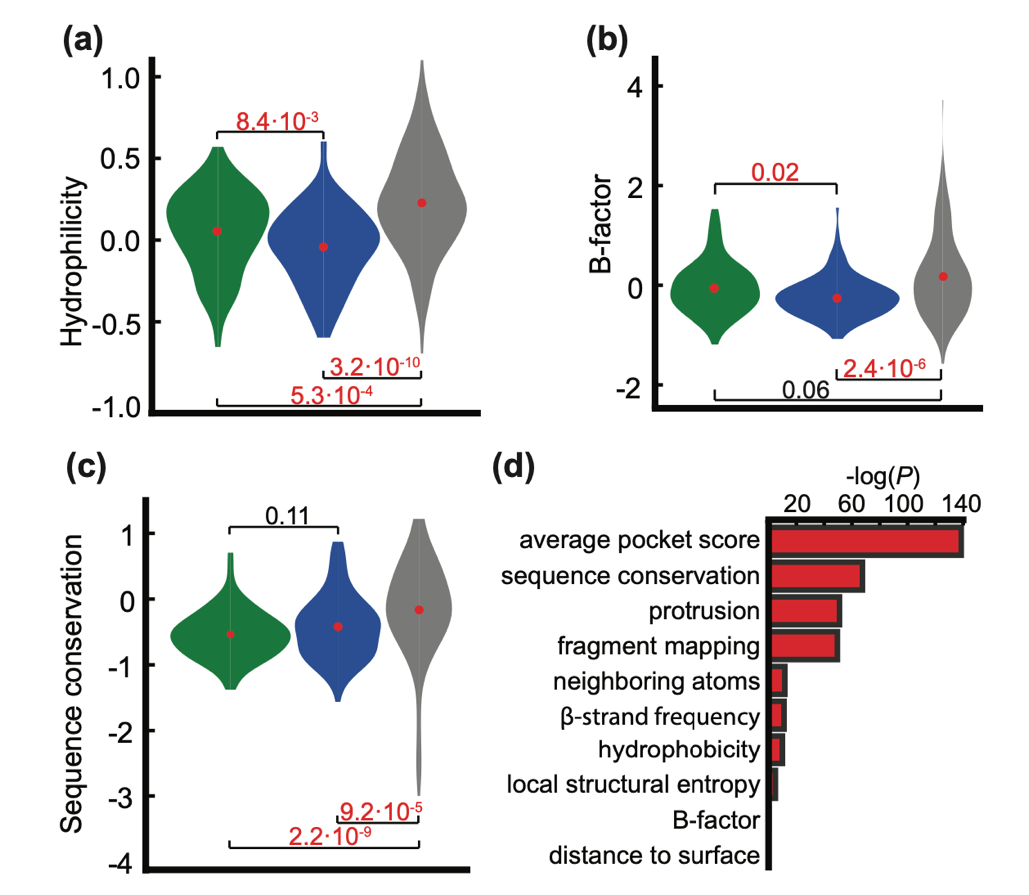 (a)
Hydrophilicity
1.0
0.5
0.0
-0.5
-1.0
8.4·10-3
3.2·10-10
5.3·10-4
(b)
B-factor
4
2
0
-2
0.02
2.4·10-6
0.06
(c)
Sequence conservation
1
0
-1
-2
-3
-4
0.11
9.2·10-5
2.2·10-9
(d)
-log(P)
20 60 100 140
average pocket score
sequence conservation
protrusion
fragment mapping
neighboring atoms
β-strand frequency
hydrophobicity
local structural entropy
B-factor
distance to surface